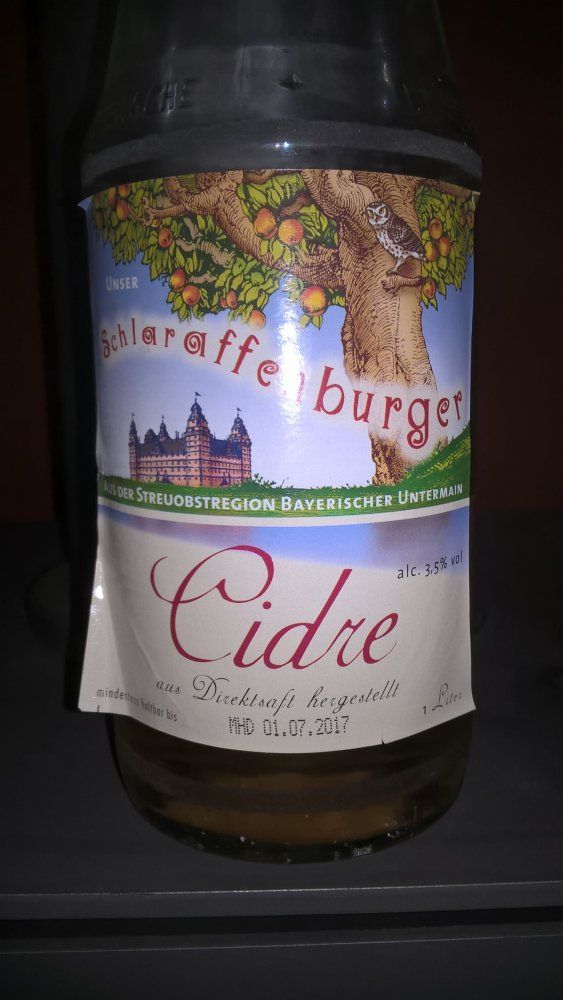 UNSER
Schlaraffenburger
AUS DER STREUOBSTREGION BAYERISCHER UNTERMAIN
alc. 3,5% vol
Cidre
aus Direktsaft hergestellt
mindestens haltbar bis
1 Liter
MHD 01.07.2017